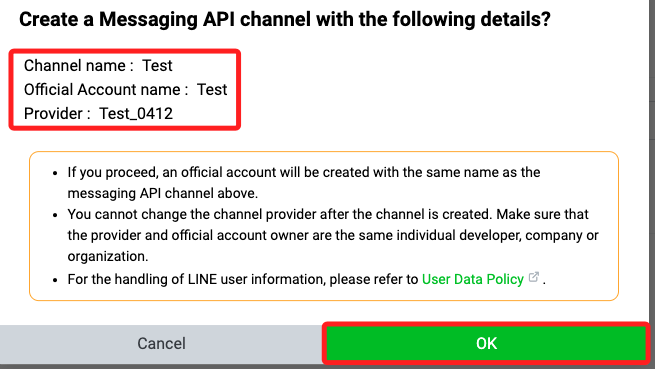 Create a Messaging API channel with the following details?
Channel name : Test
Official Account name : Test
Provider : Test_0412
• If you proceed, an official account will be created with the same name as the
messaging API channel above.
• You cannot change the channel provider after the channel is created. Make sure that
the provider and official account owner are the same individual developer, company or
organization.
• For the handling of LINE user information, please refer to User Data Policy .
Cancel
OK